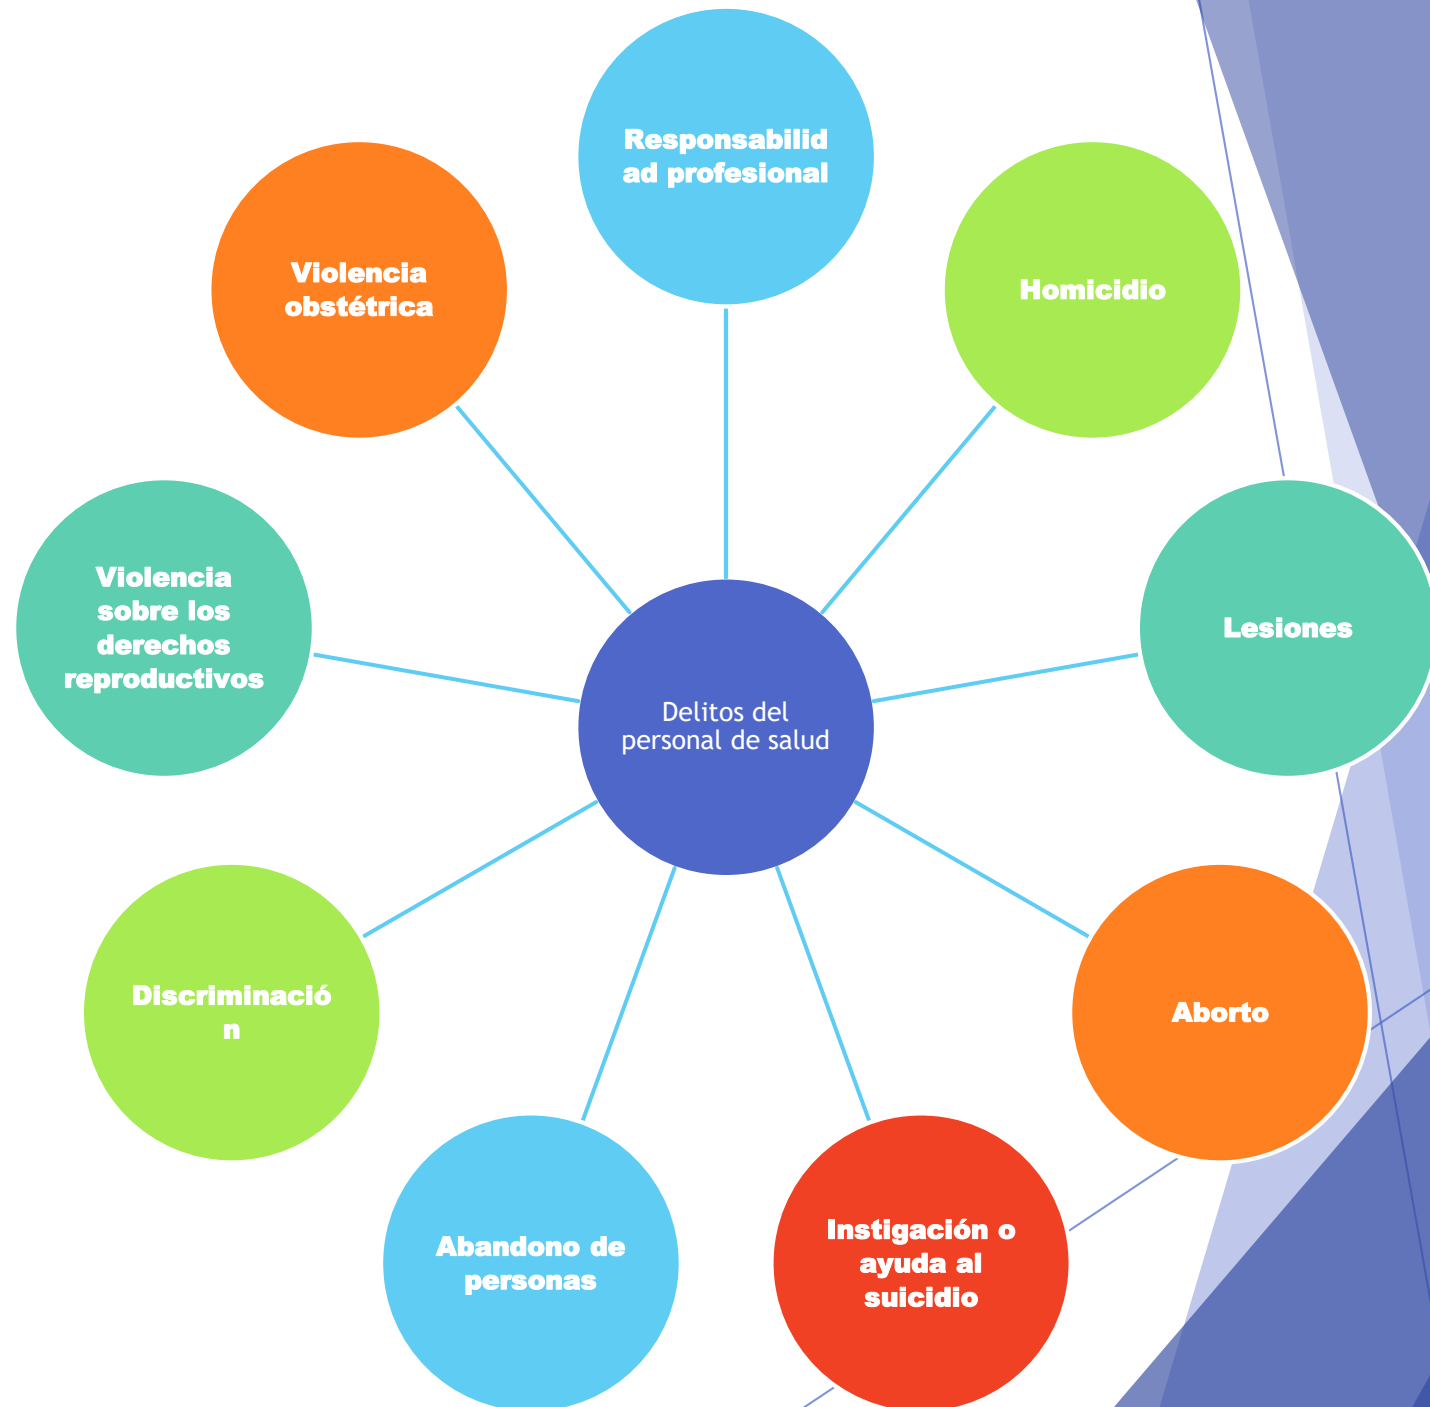 Responsabilid
ad profesional
Homicidio
Lesiones
Aborto
Instigación o
ayuda al
suicidio
Abandono de
personas
Discriminació
n
Violencia
sobre los
derechos
reproductivos
Violencia
obstétrica
Delitos del
personal de salud